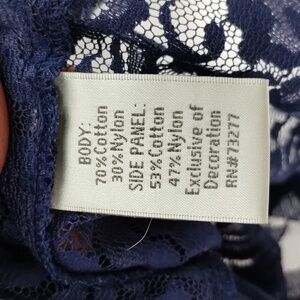 BODY:
70%Cotton
30%Nylon
SIDE PANEL:
53%Cotton
47%Nylon
Exclusive of
Decoration
RN#73277